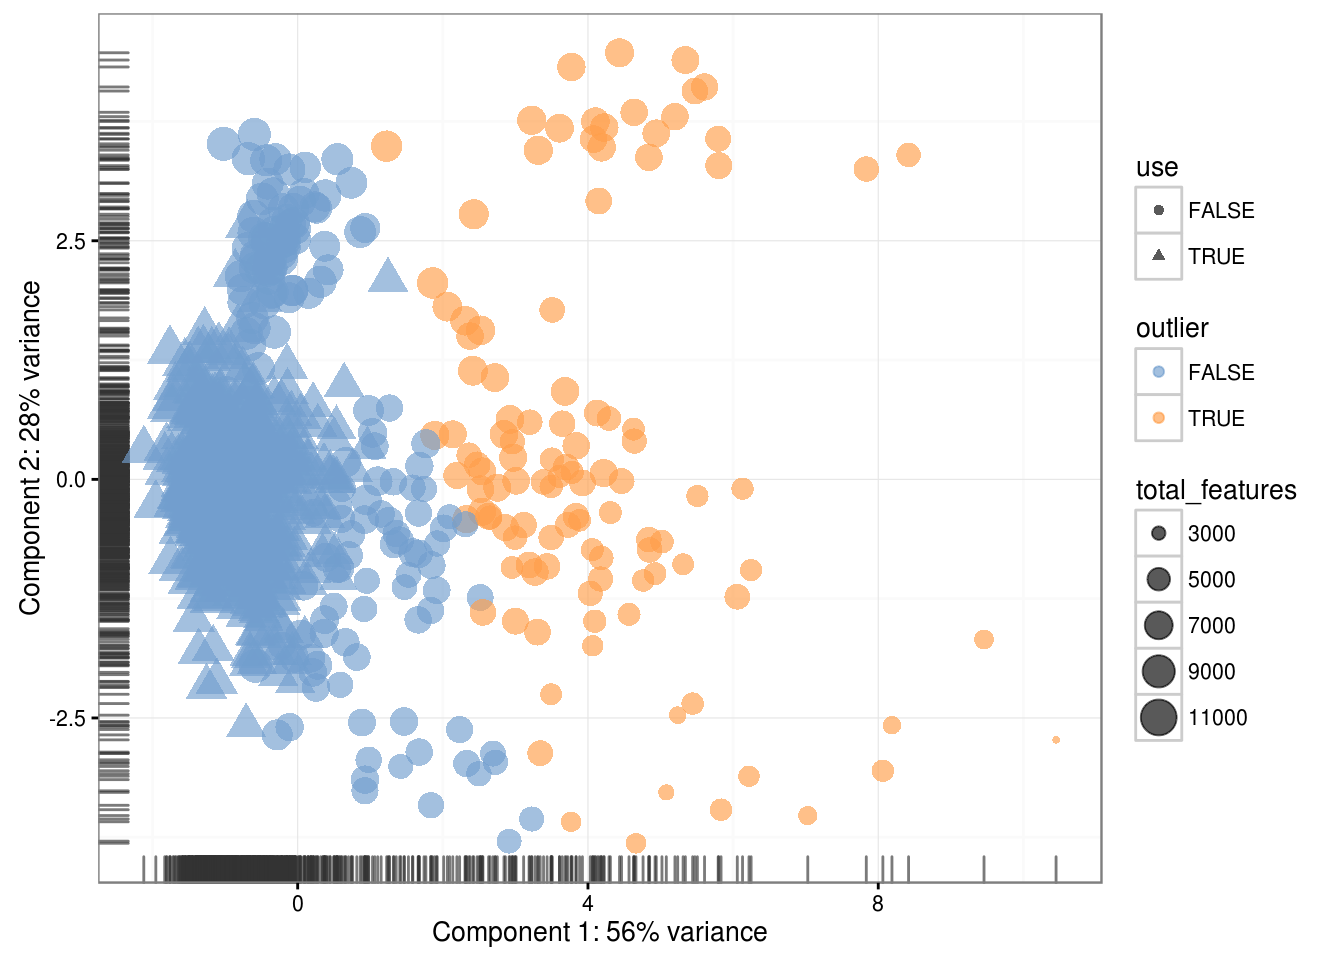 2.5
0.0
-2.5
Component 2: 28% variance
0
4
8
Component 1: 56% variance
use
FALSE
TRUE
outlier
FALSE
TRUE
total_features
3000
5000
7000
9000
11000